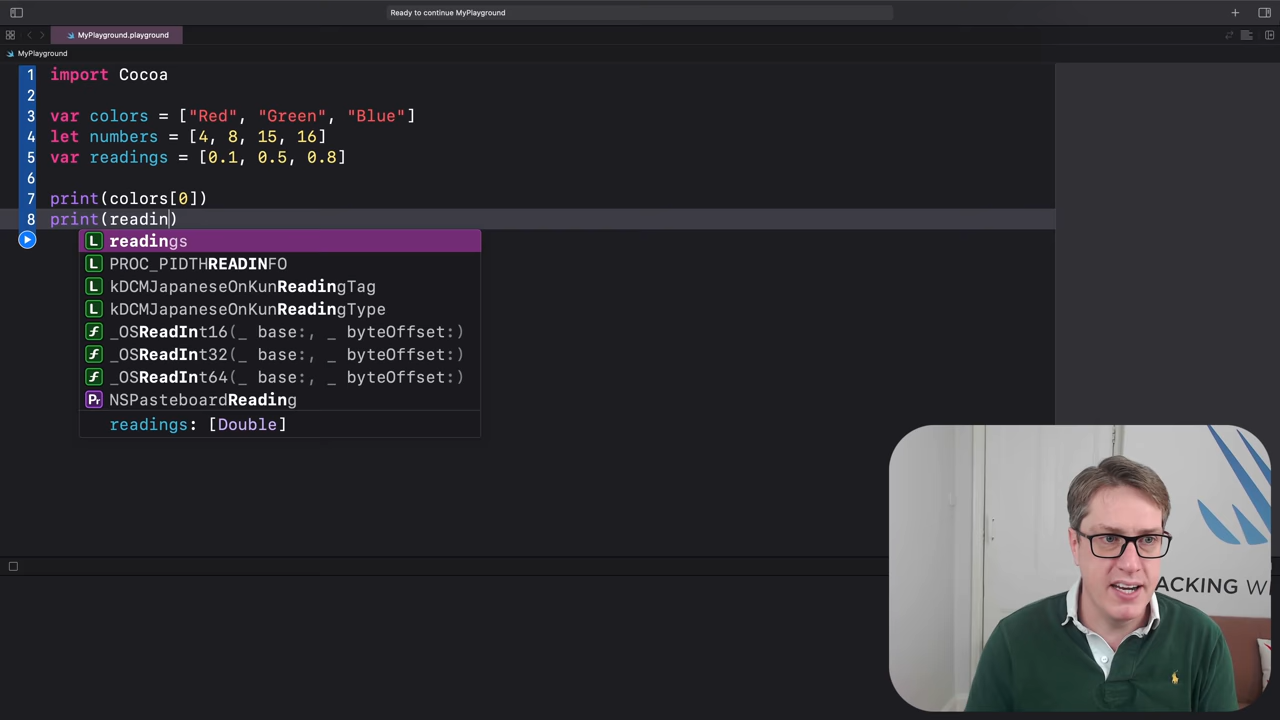 Ready to continue MyPlayground
MyPlayground.playground
MyPlayground
1 import Cocoa
2
3 var colors = ["Red", "Green", "Blue"]
4 let numbers = [4, 8, 15, 16]
5 var readings = [0.1, 0.5, 0.8]
6
7 print(colors[0])
8 print(readin)
L readings
L PROC_PIDTHREADINFO
L kDCMJapaneseOnKunReadingTag
L kDCMJapaneseOnKunReadingType
f _OSReadInt16(_ base:, _ byteOffset:)
f _OSReadInt32(_ base:, _ byteOffset:)
f _OSReadInt64(_ base:, _ byteOffset:)
Pr NSPasteboardReading
readings: [Double]
ACKING W